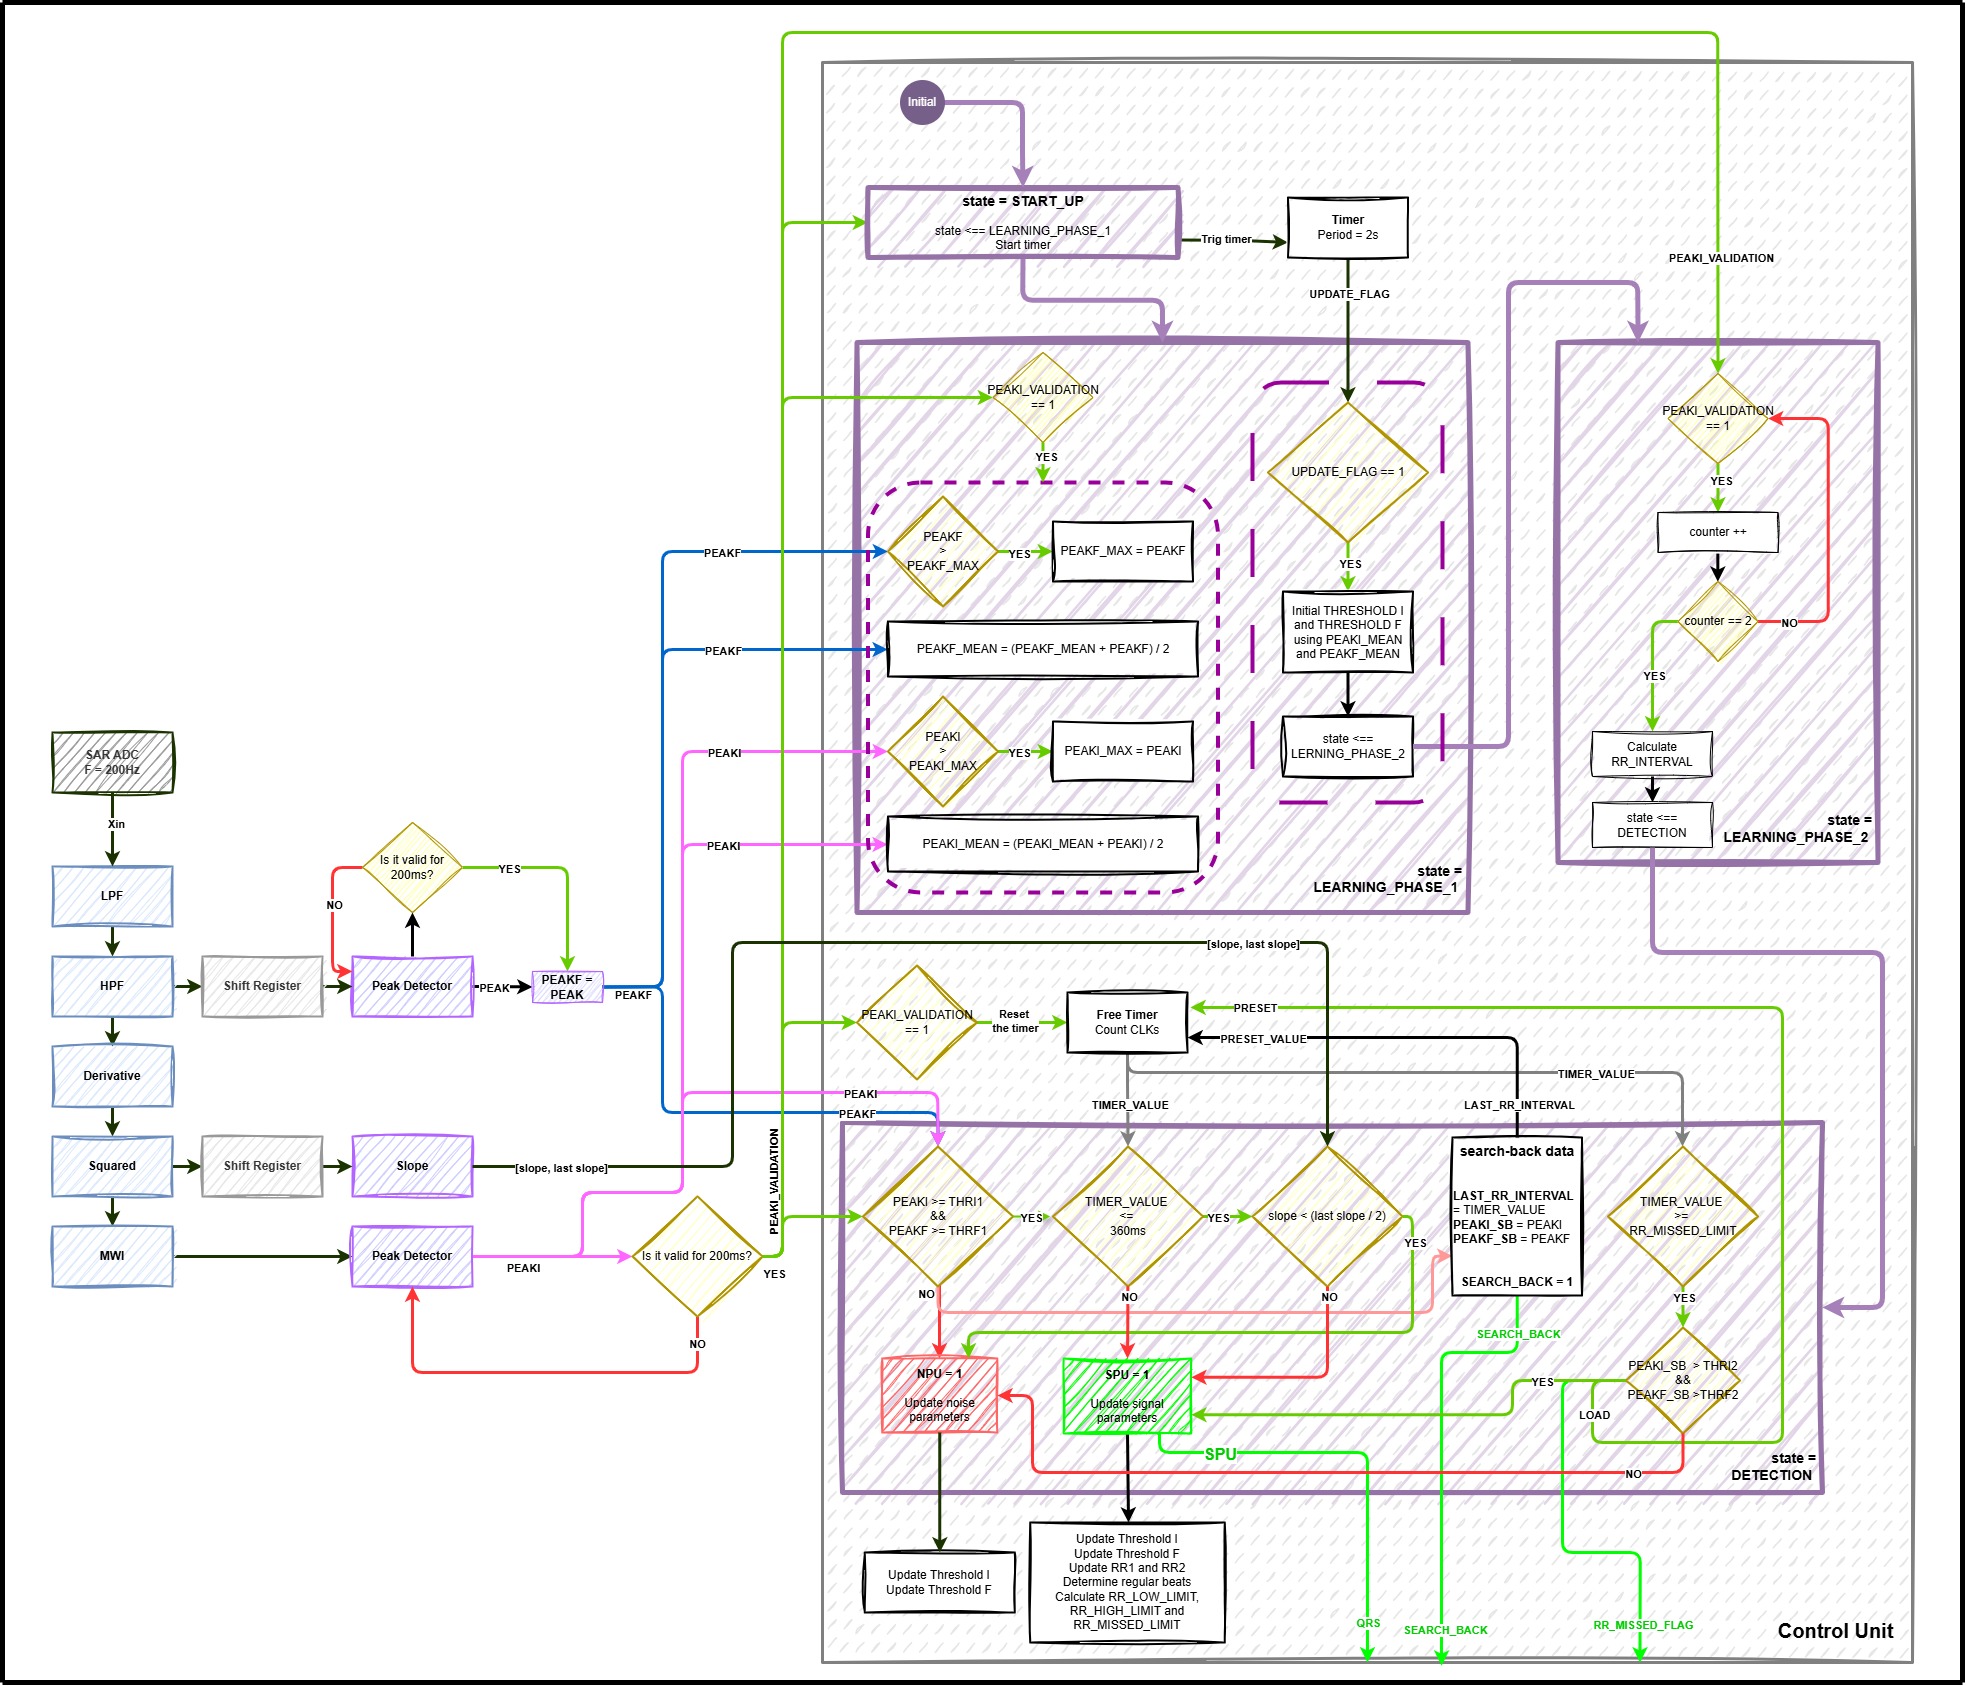 Initial
state = START_UP
state <== LEARNING_PHASE_1
Start timer
Trig timer
Timer
Period = 2s
UPDATE_FLAG
PEAKI_VALIDATION
PEAKI_VALIDATION
== 1
YES
PEAKF
>
PEAKF_MAX
YES
PEAKF_MAX = PEAKF
PEAKF
PEAKF_MEAN = (PEAKF_MEAN + PEAKF) / 2
PEAKF
PEAKI
>
PEAKI_MAX
YES
PEAKI_MAX = PEAKI
PEAKI
PEAKI_MEAN = (PEAKI_MEAN + PEAKI) / 2
PEAKI
UPDATE_FLAG == 1
YES
Initial THRESHOLD I
and THRESHOLD F
using PEAKI_MEAN
and PEAKF_MEAN
state <==
LERNING_PHASE_2
state =
LEARNING_PHASE_1
PEAKI_VALIDATION
== 1
YES
counter ++
counter == 2
NO
YES
Calculate
RR_INTERVAL
state <==
DETECTION
state =
LEARNING_PHASE_2
SAR ADC
F = 200Hz
Xin
LPF
HPF
Shift Register
Peak Detector
Is it valid for
200ms?
NO
YES
PEAK
PEAKF =
PEAK
PEAKF
Derivative
Squared
Shift Register
Slope
[slope, last slope]
MWI
Peak Detector
PEAKI
Is it valid for 200ms?
YES
NO
PEAKI_VALIDATION
[slope, last slope]
PEAKI_VALIDATION
== 1
Reset
the timer
Free Timer
Count CLKs
PRESET
PRESET_VALUE
TIMER_VALUE
TIMER_VALUE
LAST_RR_INTERVAL
PEAKI
PEAKF
PEAKI >= THRI1
&&
PEAKF >= THRF1
YES
TIMER_VALUE
<=
360ms
YES
slope < (last slope / 2)
YES
search-back data
LAST_RR_INTERVAL
= TIMER_VALUE
PEAKI_SB = PEAKI
PEAKF_SB = PEAKF
SEARCH_BACK = 1
TIMER_VALUE
>=
RR_MISSED_LIMIT
YES
NO
NO
NO
SEARCH_BACK
NPU = 1
Update noise
parameters
SPU = 1
Update signal
parameters
PEAKI_SB > THRI2
&&
PEAKF_SB >THRF2
YES
LOAD
SPU
NO
state =
DETECTION
Update Threshold I
Update Threshold F
Update Threshold I
Update Threshold F
Update RR1 and RR2
Determine regular beats
Calculate RR_LOW_LIMIT,
RR_HIGH_LIMIT and
RR_MISSED_LIMIT
QRS
SEARCH_BACK
RR_MISSED_FLAG
Control Unit